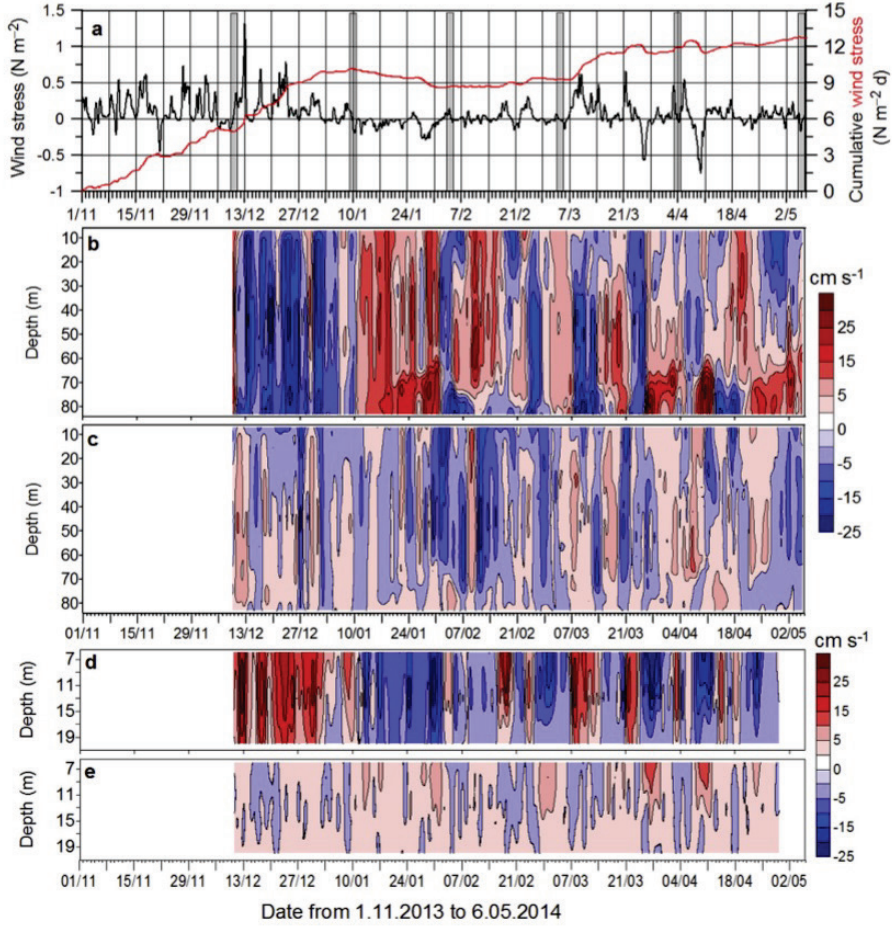 a
Wind stress (N m⁻²)
1.5
1
0.5
0
-0.5
-1
15
12
9
6
3
0
Cumulative wind stress
(N m⁻² d)
1/11 15/11 29/11 13/12 27/12 10/1 24/1 7/2 21/2 7/3 21/3 4/4 18/4 2/5
b
Depth (m)
10
20
30
40
50
60
70
80
cm s⁻¹
25
15
5
0
-5
-15
-25
c
Depth (m)
10
20
30
40
50
60
70
80
01/11 15/11 29/11 13/12 27/12 10/01 24/01 07/02 21/02 07/03 21/03 04/04 18/04 02/05
d
Depth (m)
7
11
15
19
cm s⁻¹
25
15
5
0
-5
-15
-25
e
Depth (m)
7
11
15
19
01/11 15/11 29/11 13/12 27/12 10/01 24/01 07/02 21/02 07/03 21/03 04/04 18/04 02/05
Date from 1.11.2013 to 6.05.2014